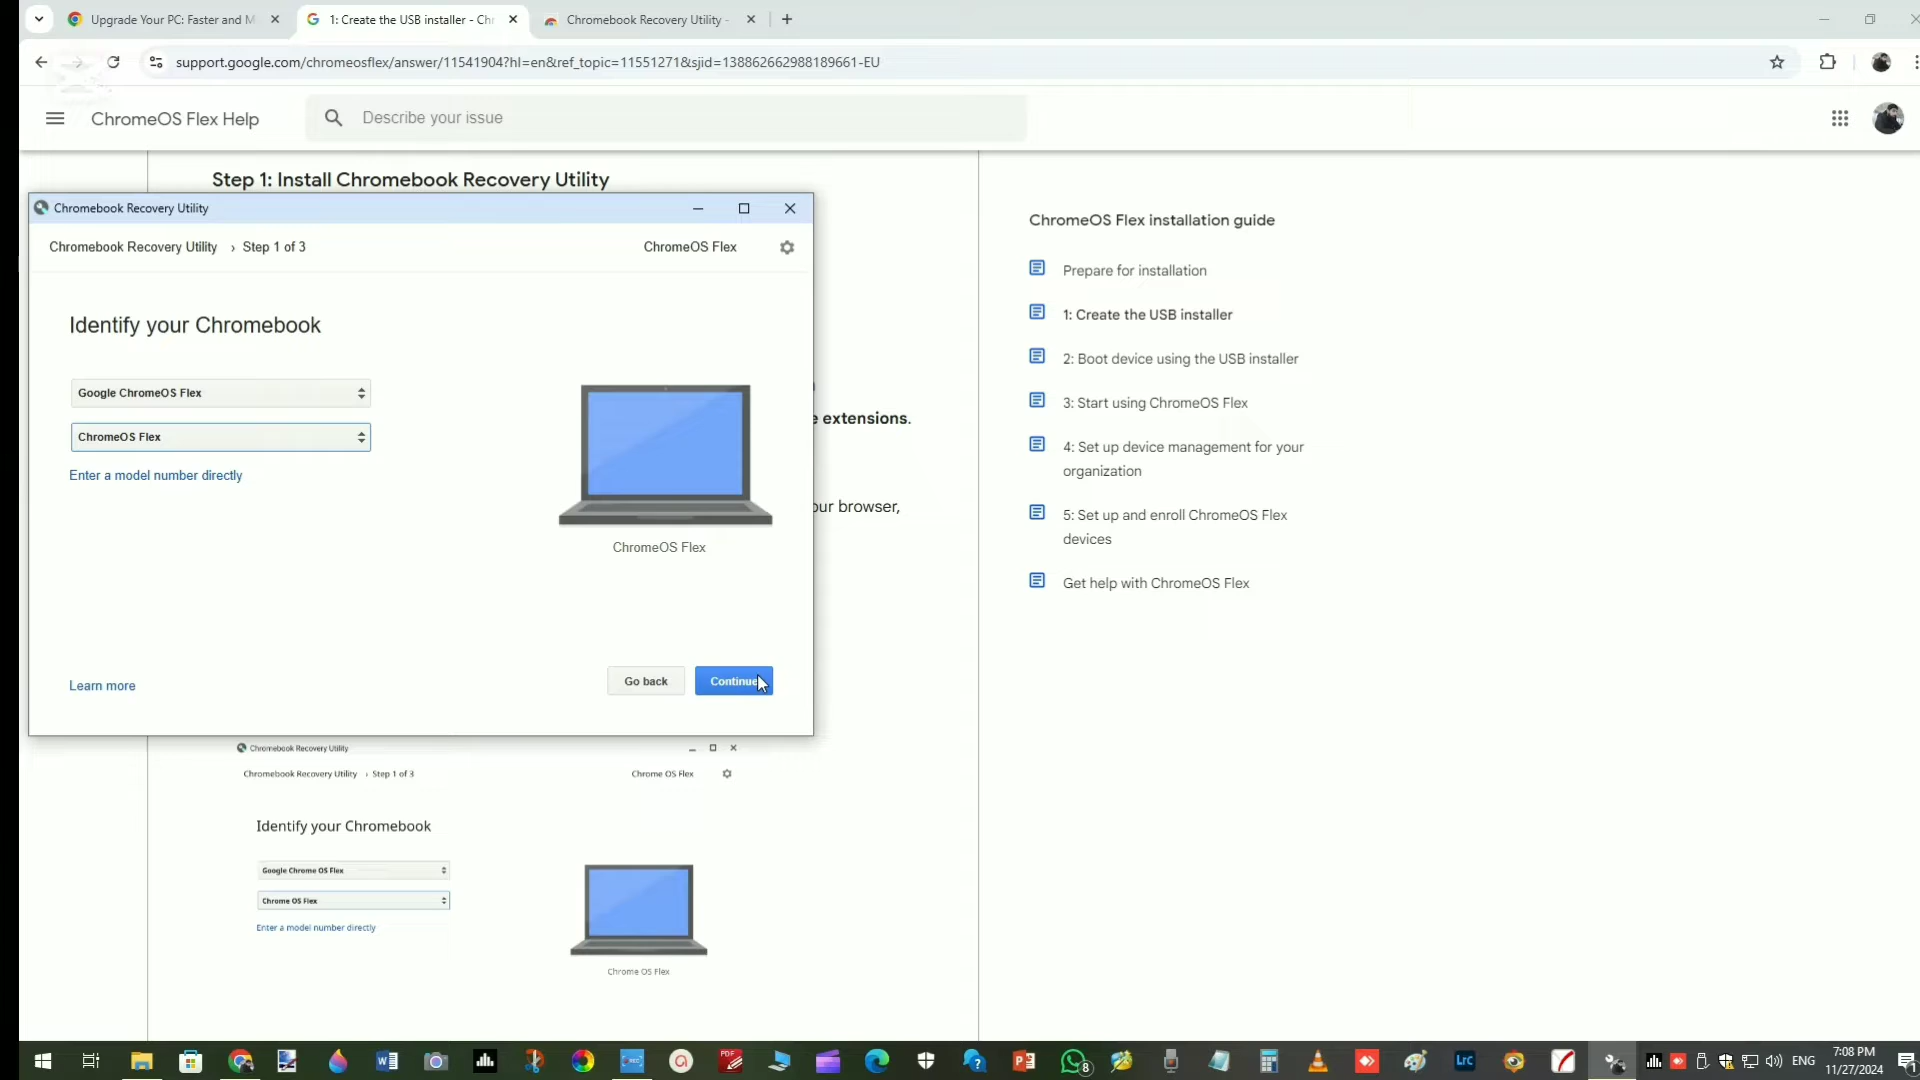 Upgrade Your PC: Faster and M
1: Create the USB installer - Chr
Chromebook Recovery Utility -
support.google.com/chromeosflex/answer/11541904?hl=en&ref_topic=11551271&sjid=138862662988189661-EU
ChromeOS Flex Help
Describe your issue
Step 1: Install Chromebook Recovery Utility
Chromebook Recovery Utility
Chromebook Recovery Utility › Step 1 of 3
ChromeOS Flex
Identify your Chromebook
Google ChromeOS Flex
ChromeOS Flex
Enter a model number directly
ChromeOS Flex
Learn more
Go back
Continue
e extensions.
our browser,
Chromebook Recovery Utility
Chromebook Recovery Utility › Step 1 of 3
Chrome OS Flex
Identify your Chromebook
Google Chrome OS Flex
Chrome OS Flex
Enter a model number directly
Chrome OS Flex
ChromeOS Flex installation guide
Prepare for installation
1: Create the USB installer
2: Boot device using the USB installer
3: Start using ChromeOS Flex
4: Set up device management for your
organization
5: Set up and enroll ChromeOS Flex
devices
Get help with ChromeOS Flex
REC
PDF
8
LrC
ENG
7:08 PM
11/27/2024
1